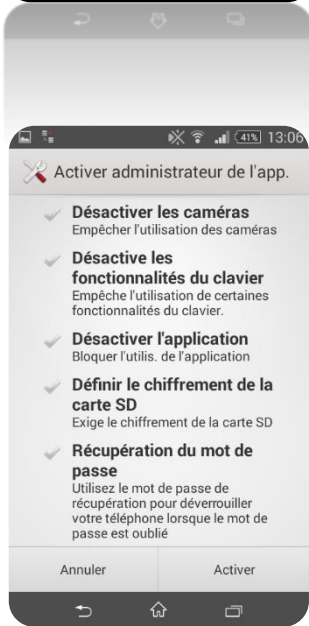 41% 13:06
Activer administrateur de l'app.
Désactiver les caméras
Empêcher l'utilisation des caméras
Désactive les
fonctionnalités du clavier
Empêche l'utilisation de certaines
fonctionnalités du clavier.
Désactiver l'application
Bloquer l'utilis. de l'application
Définir le chiffrement de la
carte SD
Exige le chiffrement de la carte SD
Récupération du mot de
passe
Utilisez le mot de passe de
récupération pour déverrouiller
votre téléphone lorsque le mot de
passe est oublié
Annuler Activer